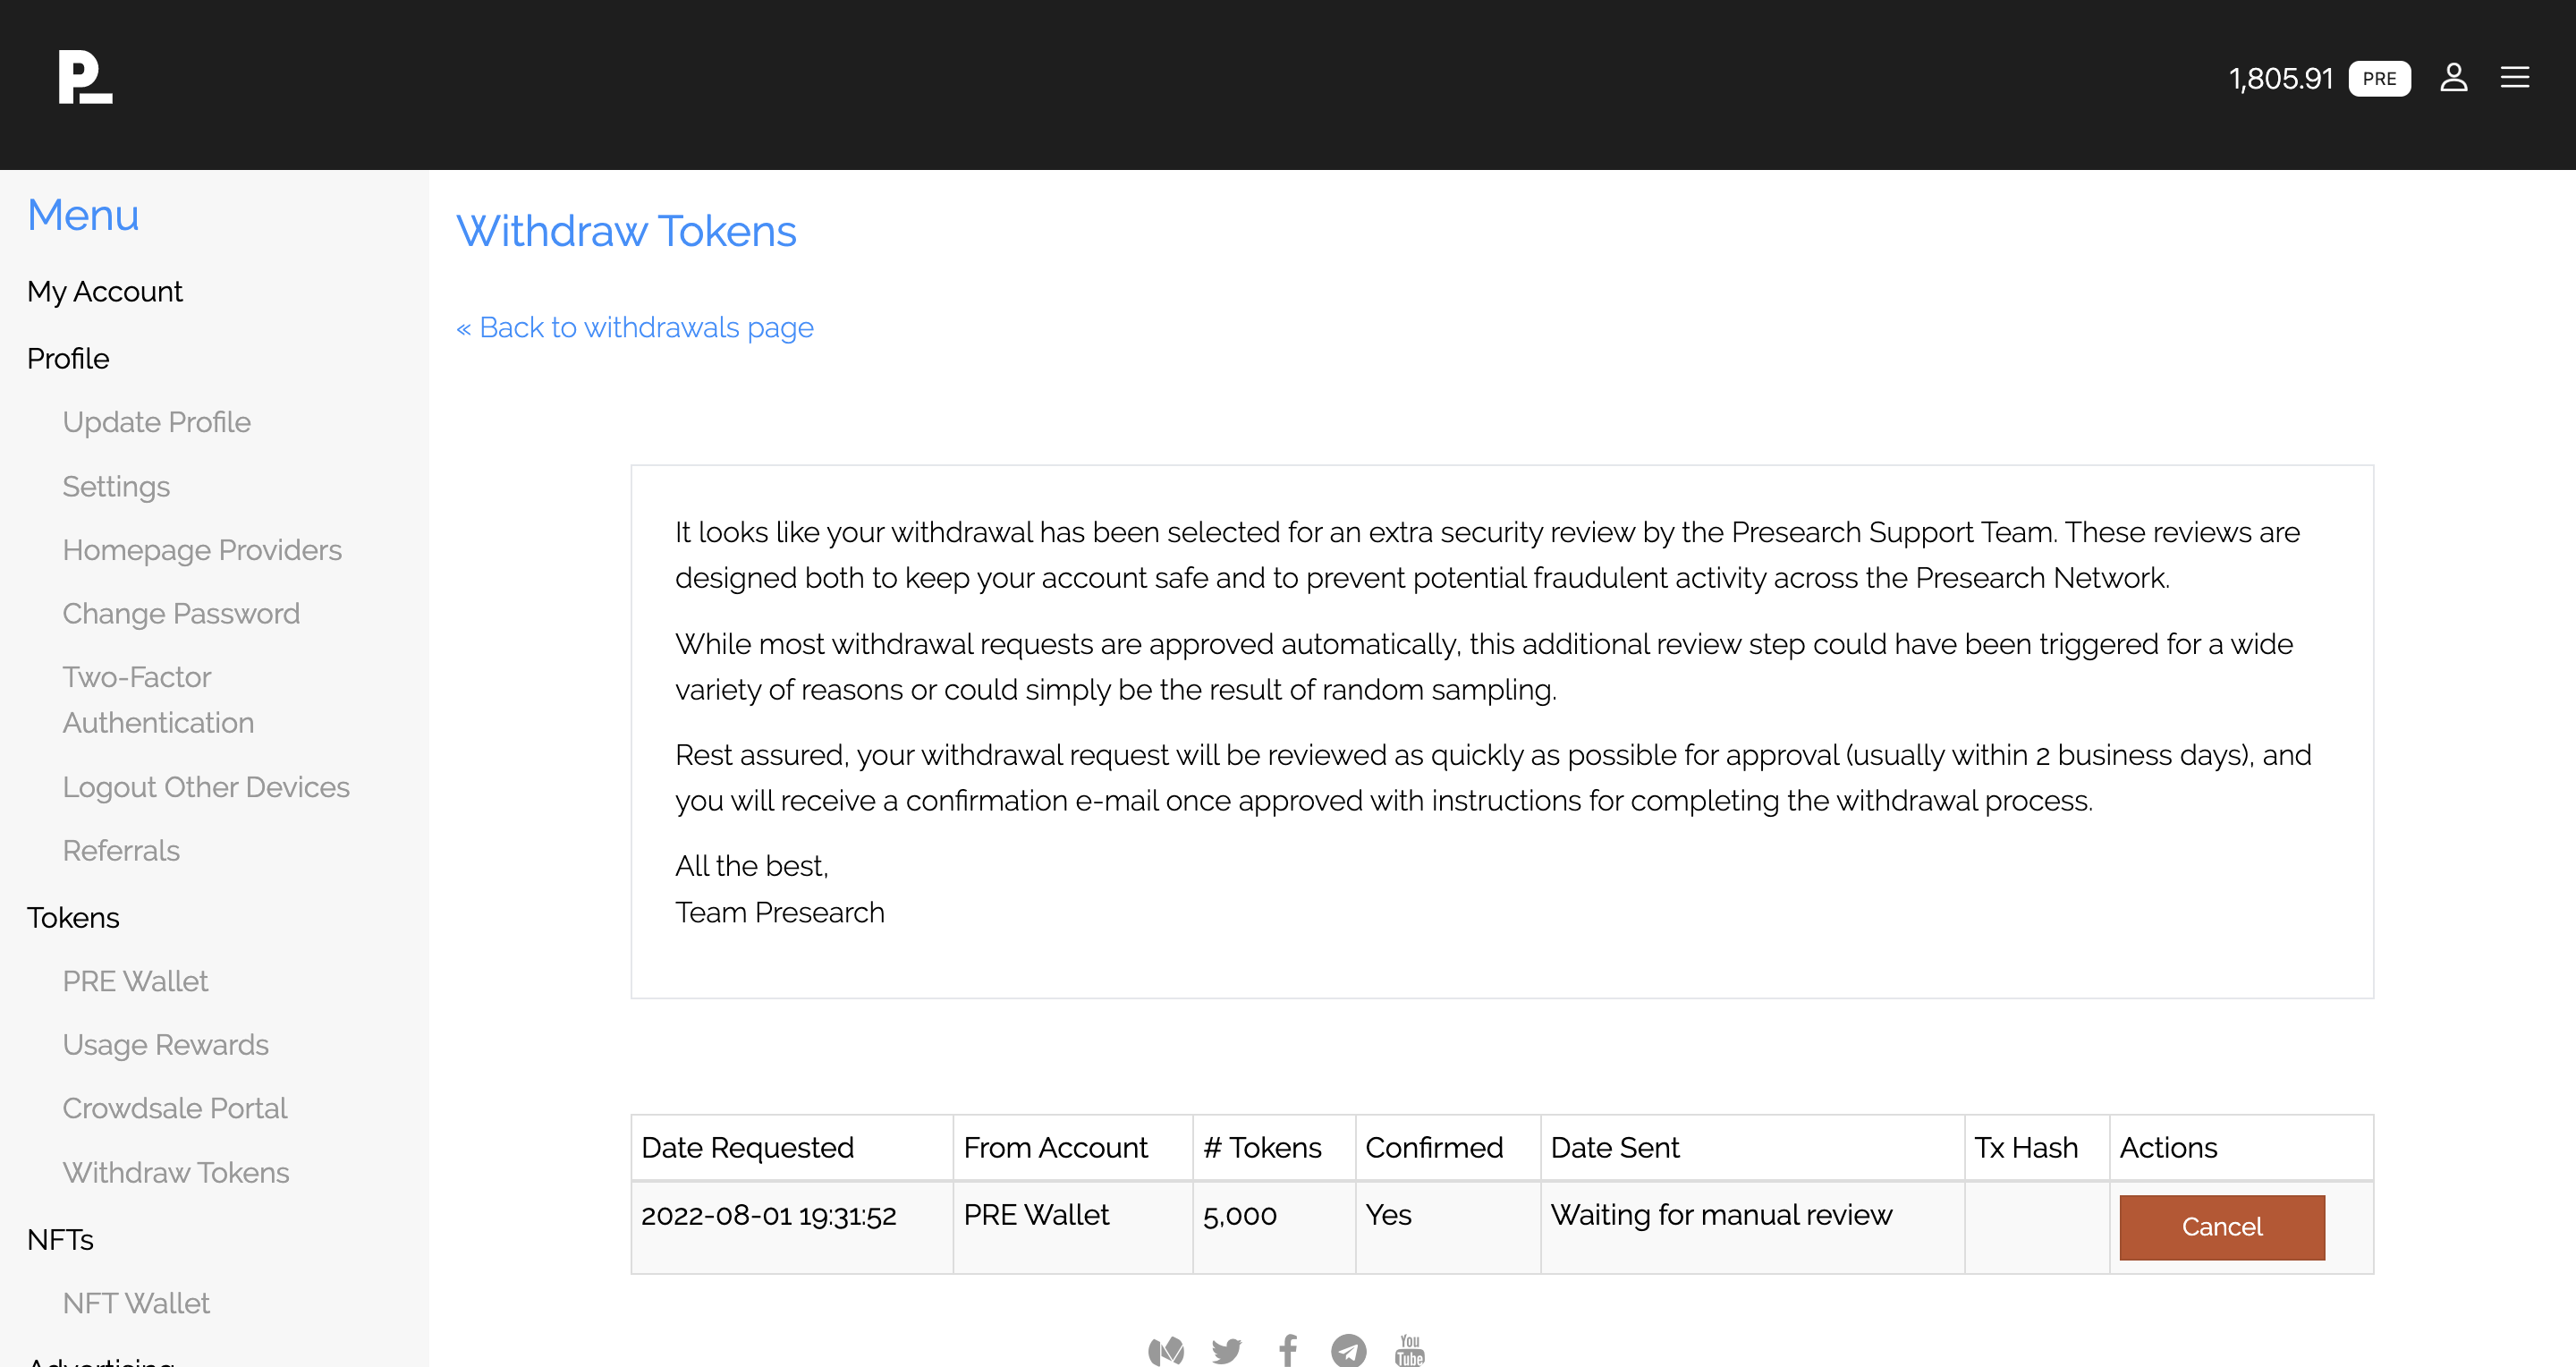 P_
1,805.91 PRE
Menu
My Account
Profile
Update Profile
Settings
Homepage Providers
Change Password
Two-Factor
Authentication
Logout Other Devices
Referrals
Tokens
PRE Wallet
Usage Rewards
Crowdsale Portal
Withdraw Tokens
NFTs
NFT Wallet
Advertising
Withdraw Tokens
« Back to withdrawals page
It looks like your withdrawal has been selected for an extra security review by the Presearch Support Team. These reviews are
designed both to keep your account safe and to prevent potential fraudulent activity across the Presearch Network.
While most withdrawal requests are approved automatically, this additional review step could have been triggered for a wide
variety of reasons or could simply be the result of random sampling.
Rest assured, your withdrawal request will be reviewed as quickly as possible for approval (usually within 2 business days), and
you will receive a confirmation e-mail once approved with instructions for completing the withdrawal process.
All the best,
Team Presearch
Date Requested From Account # Tokens Confirmed Date Sent Tx Hash Actions
2022-08-01 19:31:52 PRE Wallet 5,000 Yes Waiting for manual review Cancel
You
Tube